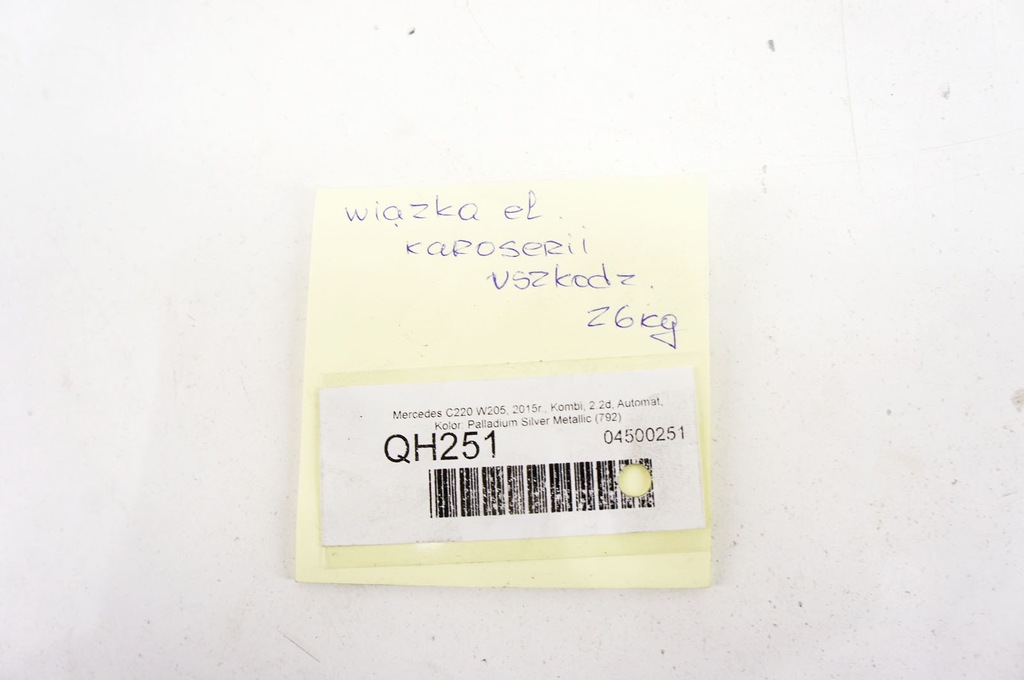 wiązka eł.
karoserii
uszkodz.
26kg
Mercedes C220 W205, 2015r., Kombi, 2.2d, Automat,
Kolor: Palladium Silver Metallic (792)
QH251 04500251